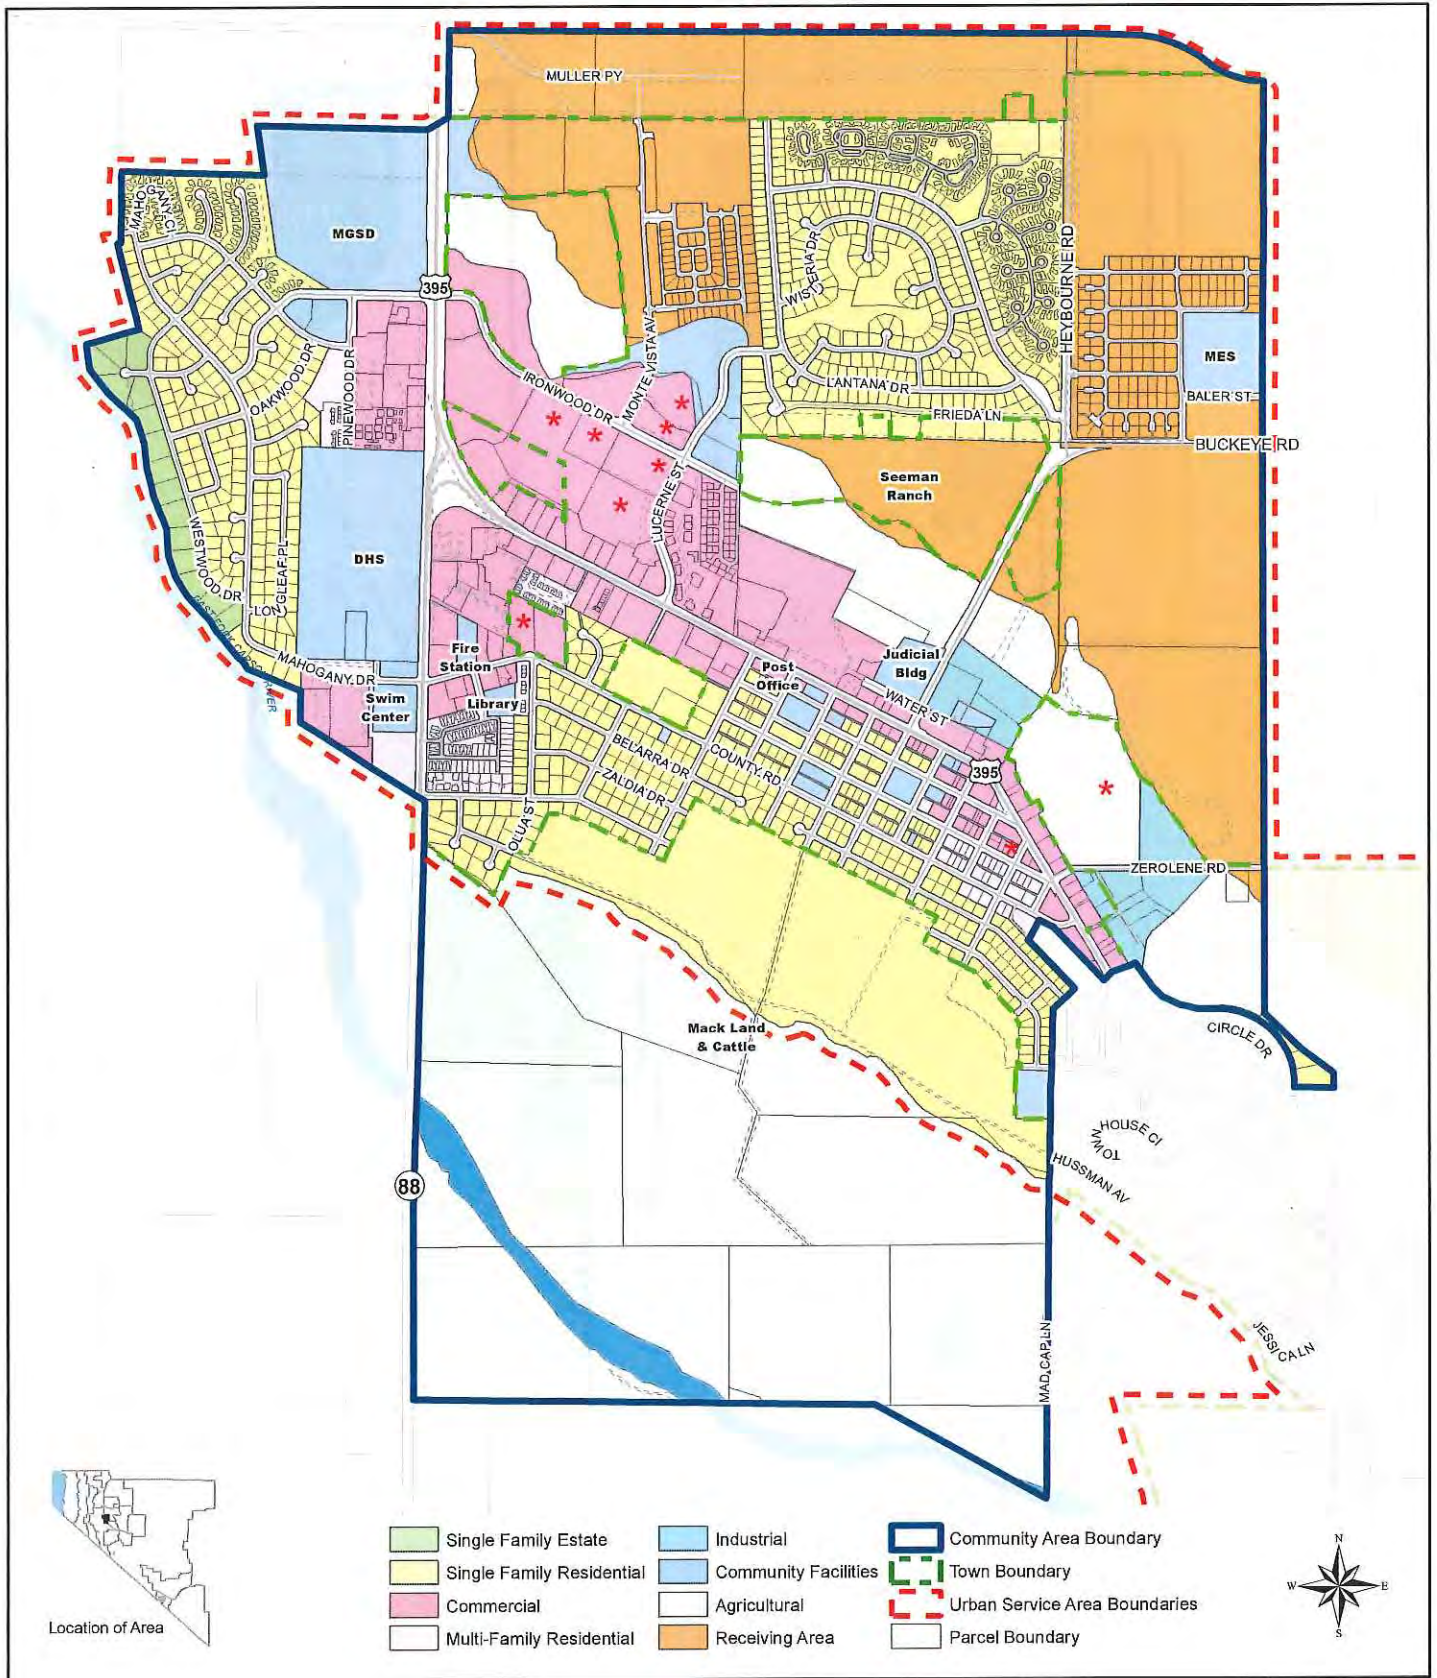 MULLER PY
MAHOGANY CI
MGSD
395
WISTERIA DR
HEYBOURNE RD
MONTE VISTA AV
IRONWOOD DR
OAKWOOD DR
PINEWOOD DR
MES
LANTANA DR
BALER ST
FRIEDA LN
BUCKEYE RD
Seeman
Ranch
LUCERNE ST
WESTWOOD DR
LONGLEAF PL
DHS
EAST FORK CARSON RIVER
MAHOGANY DR
Fire
Station
Swim
Center
Library
Post
Office
Judicial
Bldg
WATER ST
BELARRA DR
COUNTY RD
ZALDIA DR
395
OLUA ST
ZEROLENE RD
Mack Land
& Cattle
CIRCLE DR
TOWN HOUSE CI
HUSSMAN AV
88
JESSICA LN
MAD CAP LN
Location of Area
Single Family Estate
Single Family Residential
Commercial
Multi-Family Residential
Industrial
Community Facilities
Agricultural
Receiving Area
Community Area Boundary
Town Boundary
Urban Service Area Boundaries
Parcel Boundary
N
W
E
S